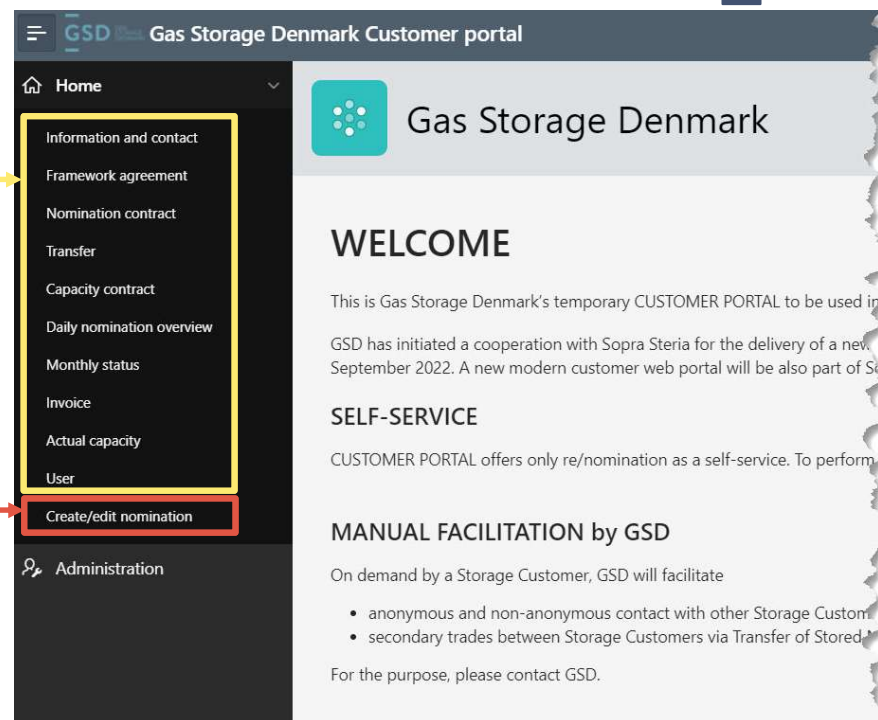 GSD Gas Storage Denmark Customer portal
Home
Information and contact
Framework agreement
Nomination contract
Transfer
Capacity contract
Daily nomination overview
Monthly status
Invoice
Actual capacity
User
Create/edit nomination
Administration
Gas Storage Denmark
WELCOME
This is Gas Storage Denmark's temporary CUSTOMER PORTAL to be used in
GSD has initiated a cooperation with Sopra Steria for the delivery of a new
September 2022. A new modern customer web portal will be also part of
SELF-SERVICE
CUSTOMER PORTAL offers only re/nomination as a self-service. To perform
MANUAL FACILITATION by GSD
On demand by a Storage Customer, GSD will facilitate
• anonymous and non-anonymous contact with other Storage Custom
• secondary trades between Storage Customers via Transfer of Stored
For the purpose, please contact GSD.